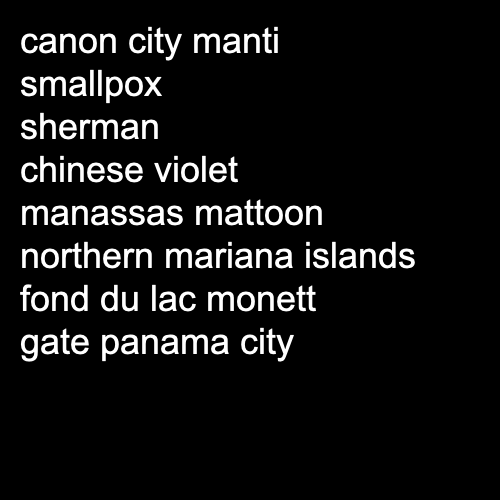 canon city manti
smallpox
sherman
chinese violet
manassas mattoon
northern mariana islands
fond du lac monett
gate panama city